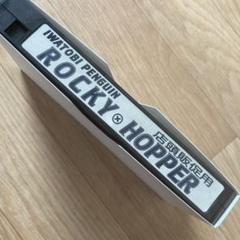 IWATOBI PENGUIN
ROCKY × HOPPER
店頭販促用